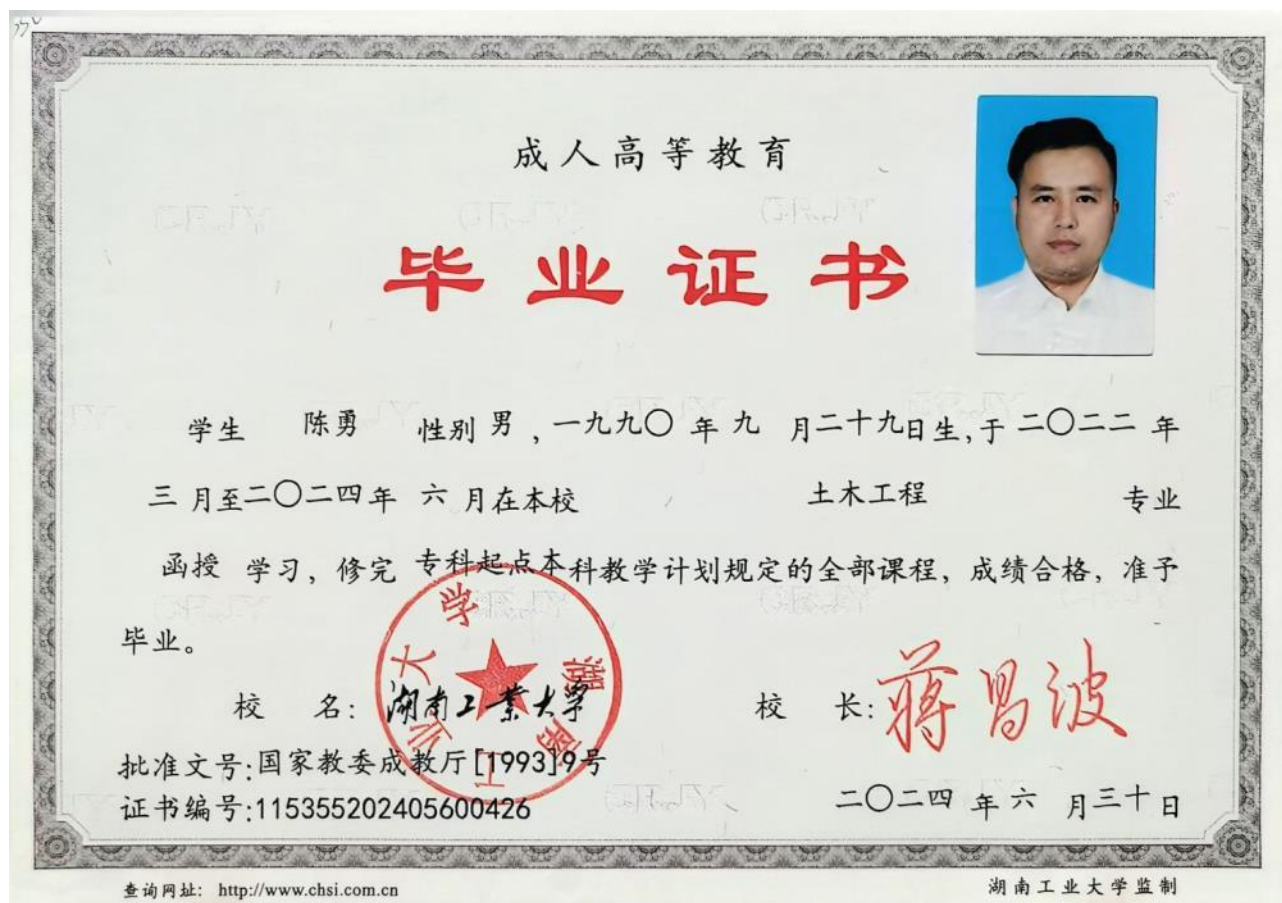 成人高等教育
毕业证书
学生 陈勇 性别 男 ,一九九〇 年 九 月二十九日生,于 二〇二二 年
三 月至二〇二四年 六 月在本校 土木工程 专业
函授 学习，修完 专科起点本科教学计划规定的全部课程，成绩合格，准予
毕业。
校 名: 湖南工业大学 校 长: 蒋昌波
湖南工业大学
批准文号:国家教委成教厅[1993]9号
证书编号:115355202405600426 二〇二四 年 六 月三十日
查询网址: http://www.chsi.com.cn 湖南工业大学监制